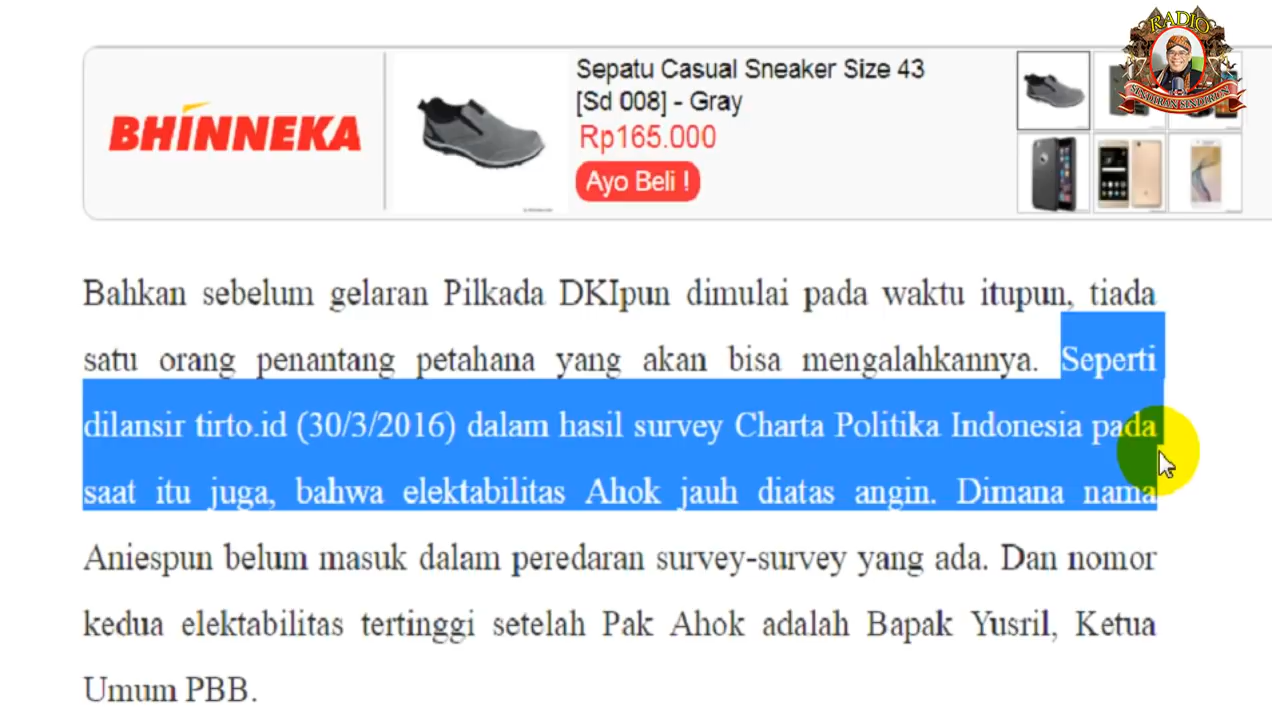 RADIO
SENDIRAN SENDIRUN
BHINNEKA
Sepatu Casual Sneaker Size 43
[Sd 008] - Gray
Rp165.000
Ayo Beli !
Bahkan sebelum gelaran Pilkada DKIpun dimulai pada waktu itupun, tiada
satu orang penantang petahana yang akan bisa mengalahkannya. Seperti
dilansir tirto.id (30/3/2016) dalam hasil survey Charta Politika Indonesia pada
saat itu juga, bahwa elektabilitas Ahok jauh diatas angin. Dimana nama
Aniespun belum masuk dalam peredaran survey-survey yang ada. Dan nomor
kedua elektabilitas tertinggi setelah Pak Ahok adalah Bapak Yusril, Ketua
Umum PBB.